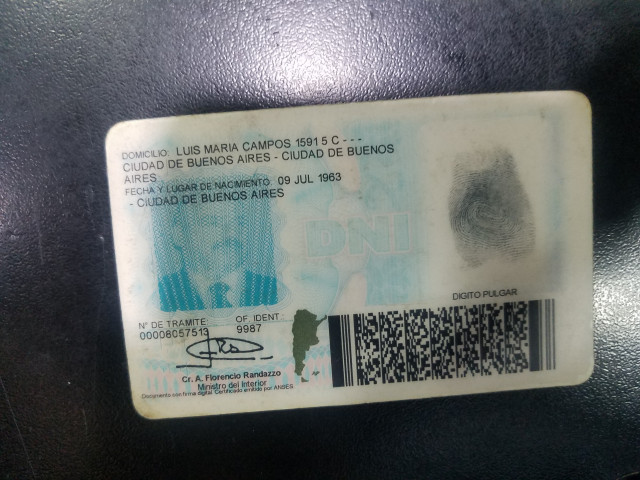 DOMICILIO: LUIS MARIA CAMPOS 1591 5 C - - -
CIUDAD DE BUENOS AIRES - CIUDAD DE BUENOS
AIRES
FECHA Y LUGAR DE NACIMIENTO: 09 JUL 1963
- CIUDAD DE BUENOS AIRES
DNI
DIGITO PULGAR
N° DE TRAMITE: OF. IDENT.
00008057513 9987
Cr. A. Florencio Randazzo
Ministro del Interior
Documento con firma digital. Certificado emitido por ANSES